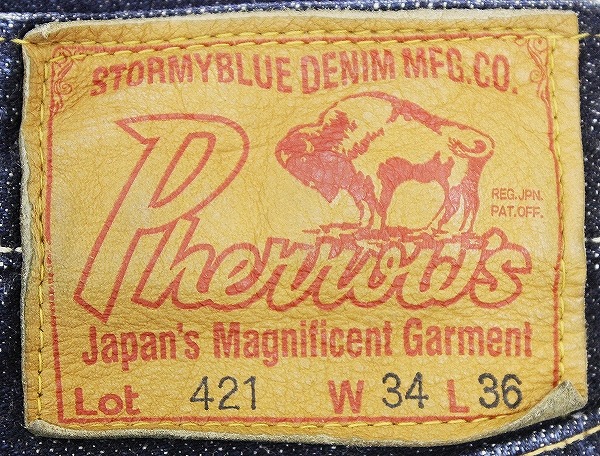 STORMYBLUE DENIM MFG.CO.
Pherrow's
REG.JPN.
PAT.OFF.
Japan's Magnificent Garment
Lot 421 W 34 L 36